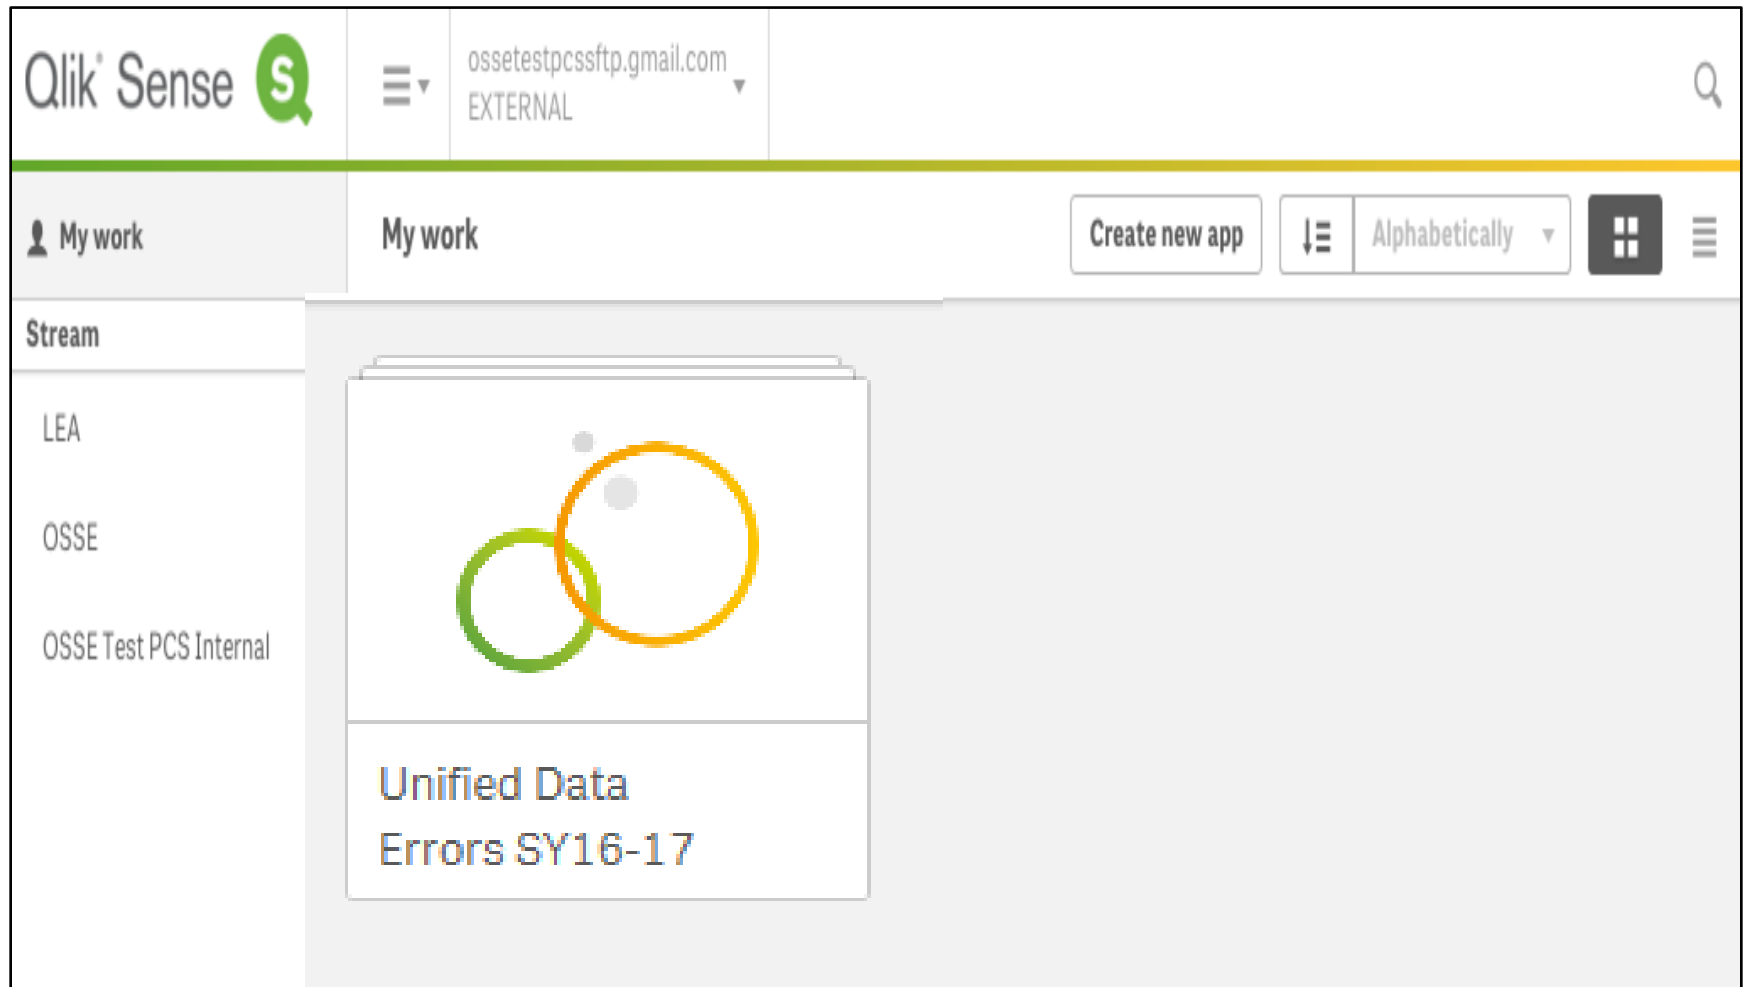 Qlik Sense
ossetestpcssftp.gmail.com
EXTERNAL
My work
My work
Create new app
Alphabetically
Stream
LEA
OSSE
OSSE Test PCS Internal
Unified Data
Errors SY16-17